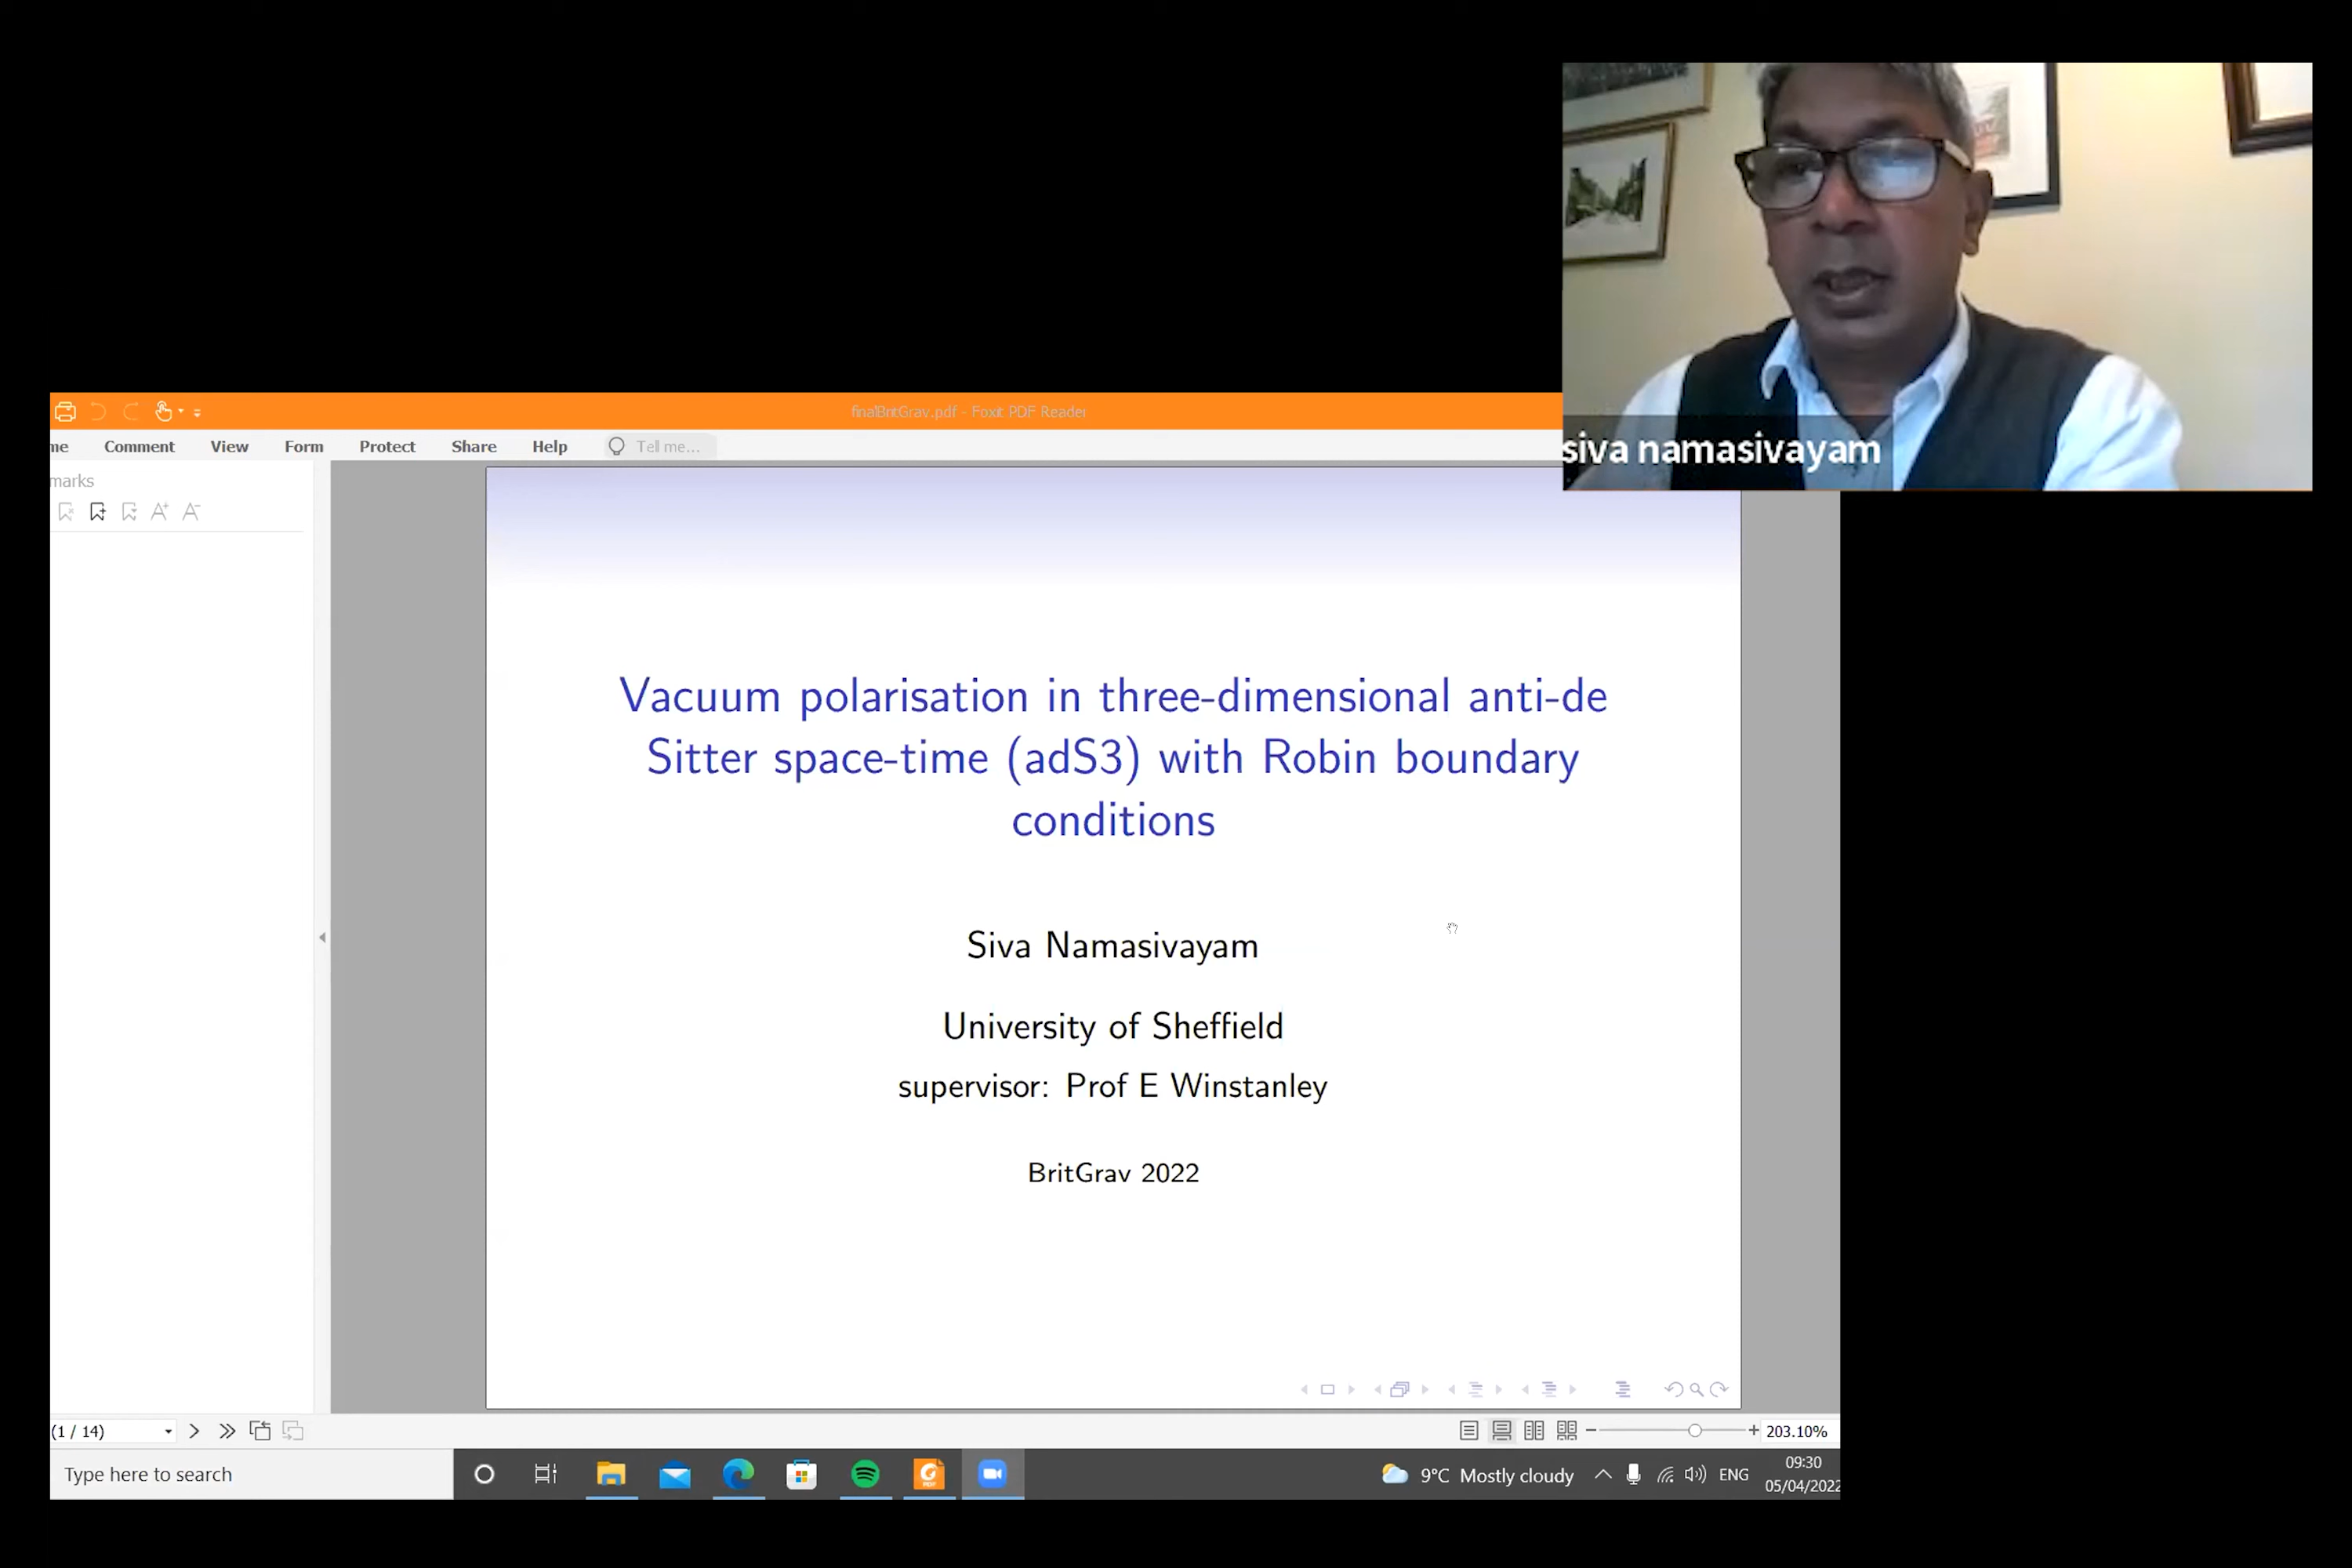 finalBritGrav.pdf - Foxit PDF Reader
me Comment View Form Protect Share Help Tell me...
siva namasivayam
marks
Vacuum polarisation in three-dimensional anti-de
Sitter space-time (adS3) with Robin boundary
conditions
Siva Namasivayam
University of Sheffield
supervisor: Prof E Winstanley
BritGrav 2022
(1 / 14)
203.10%
Type here to search
9°C Mostly cloudy
ENG
09:30
05/04/2022